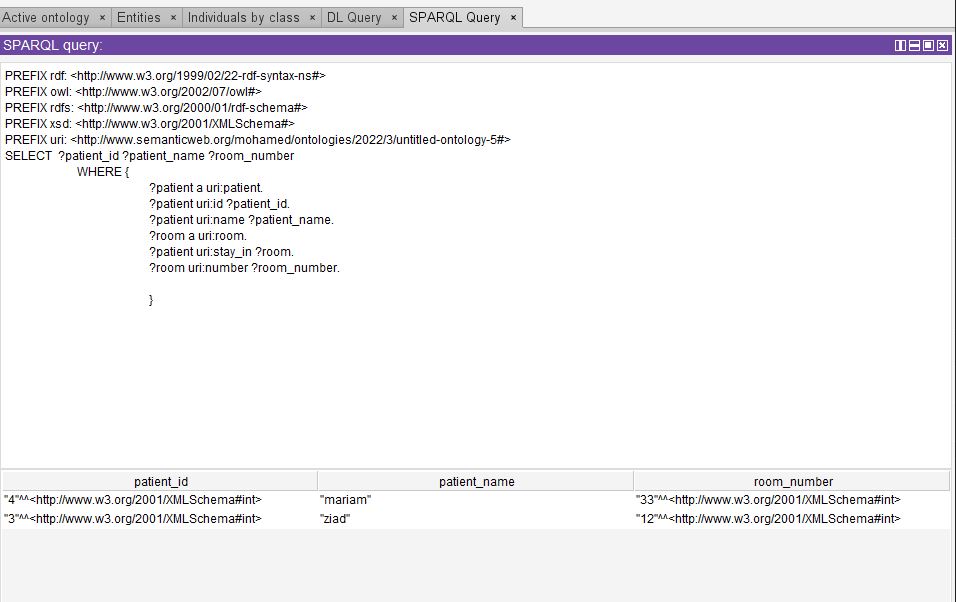 Active ontology × Entities × Individuals by class × DL Query × SPARQL Query ×
SPARQL query:
PREFIX rdf: <http://www.w3.org/1999/02/22-rdf-syntax-ns#>
PREFIX owl: <http://www.w3.org/2002/07/owl#>
PREFIX rdfs: <http://www.w3.org/2000/01/rdf-schema#>
PREFIX xsd: <http://www.w3.org/2001/XMLSchema#>
PREFIX uri: <http://www.semanticweb.org/mohamed/ontologies/2022/3/untitled-ontology-5#>
SELECT ?patient_id ?patient_name ?room_number
WHERE {
?patient a uri:patient.
?patient uri:id ?patient_id.
?patient uri:name ?patient_name.
?room a uri:room.
?patient uri:stay_in ?room.
?room uri:number ?room_number.
}
patient_id patient_name room_number
"4"^^<http://www.w3.org/2001/XMLSchema#int> "mariam" "33"^^<http://www.w3.org/2001/XMLSchema#int>
"3"^^<http://www.w3.org/2001/XMLSchema#int> "ziad" "12"^^<http://www.w3.org/2001/XMLSchema#int>